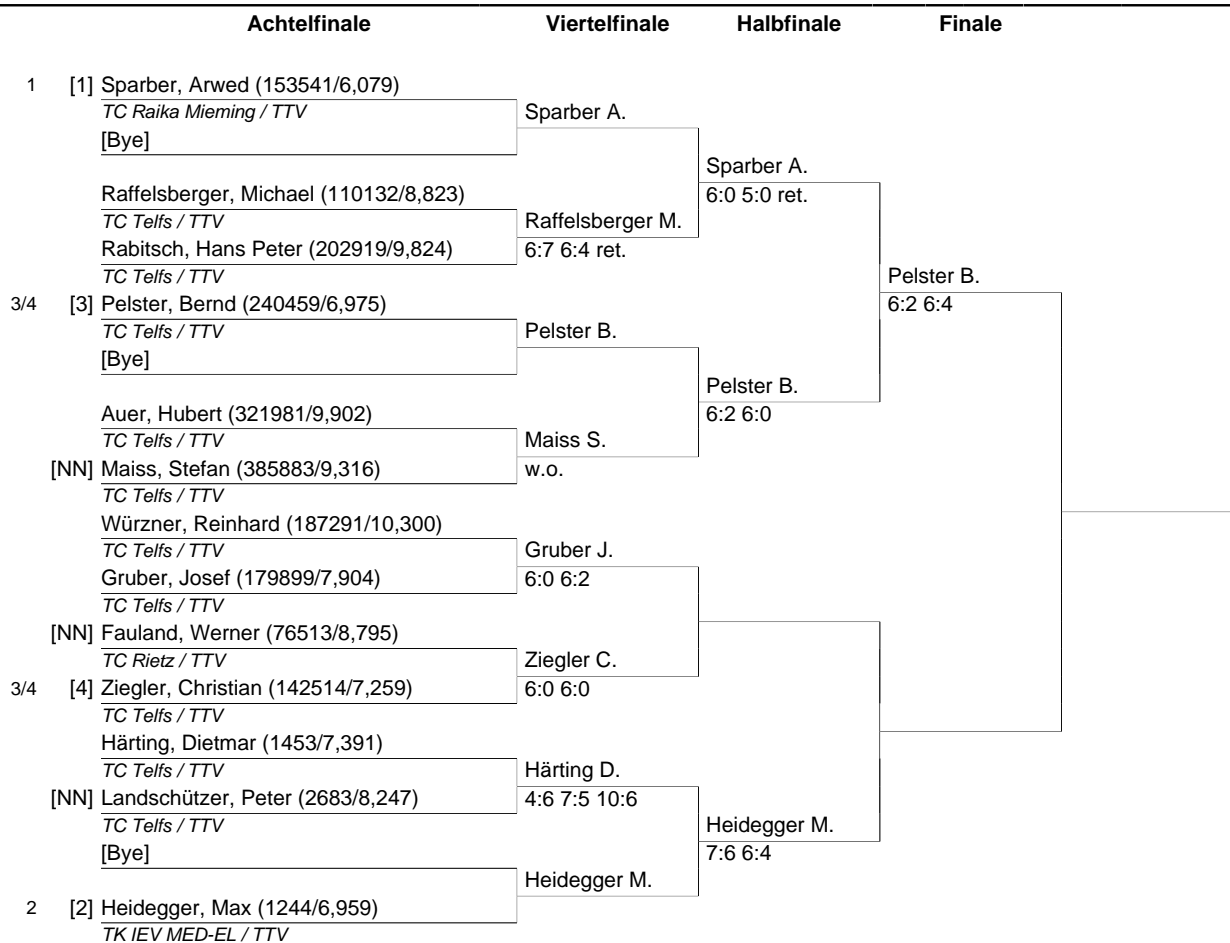 Achtelfinale Viertelfinale Halbfinale Finale
1 [1] Sparber, Arwed (153541/6,079)
TC Raika Mieming / TTV Sparber A.
[Bye]
Sparber A.
Raffelsberger, Michael (110132/8,823) 6:0 5:0 ret.
TC Telfs / TTV Raffelsberger M.
Rabitsch, Hans Peter (202919/9,824) 6:7 6:4 ret.
TC Telfs / TTV Pelster B.
3/4 [3] Pelster, Bernd (240459/6,975) 6:2 6:4
TC Telfs / TTV Pelster B.
[Bye]
Pelster B.
Auer, Hubert (321981/9,902) 6:2 6:0
TC Telfs / TTV Maiss S.
[NN] Maiss, Stefan (385883/9,316) w.o.
TC Telfs / TTV
Würzner, Reinhard (187291/10,300)
TC Telfs / TTV Gruber J.
Gruber, Josef (179899/7,904) 6:0 6:2
TC Telfs / TTV
[NN] Fauland, Werner (76513/8,795)
TC Rietz / TTV Ziegler C.
3/4 [4] Ziegler, Christian (142514/7,259) 6:0 6:0
TC Telfs / TTV
Härting, Dietmar (1453/7,391)
TC Telfs / TTV Härting D.
[NN] Landschützer, Peter (2683/8,247) 4:6 7:5 10:6
TC Telfs / TTV Heidegger M.
[Bye] 7:6 6:4
Heidegger M.
2 [2] Heidegger, Max (1244/6,959)
TK IEV MED-EL / TTV